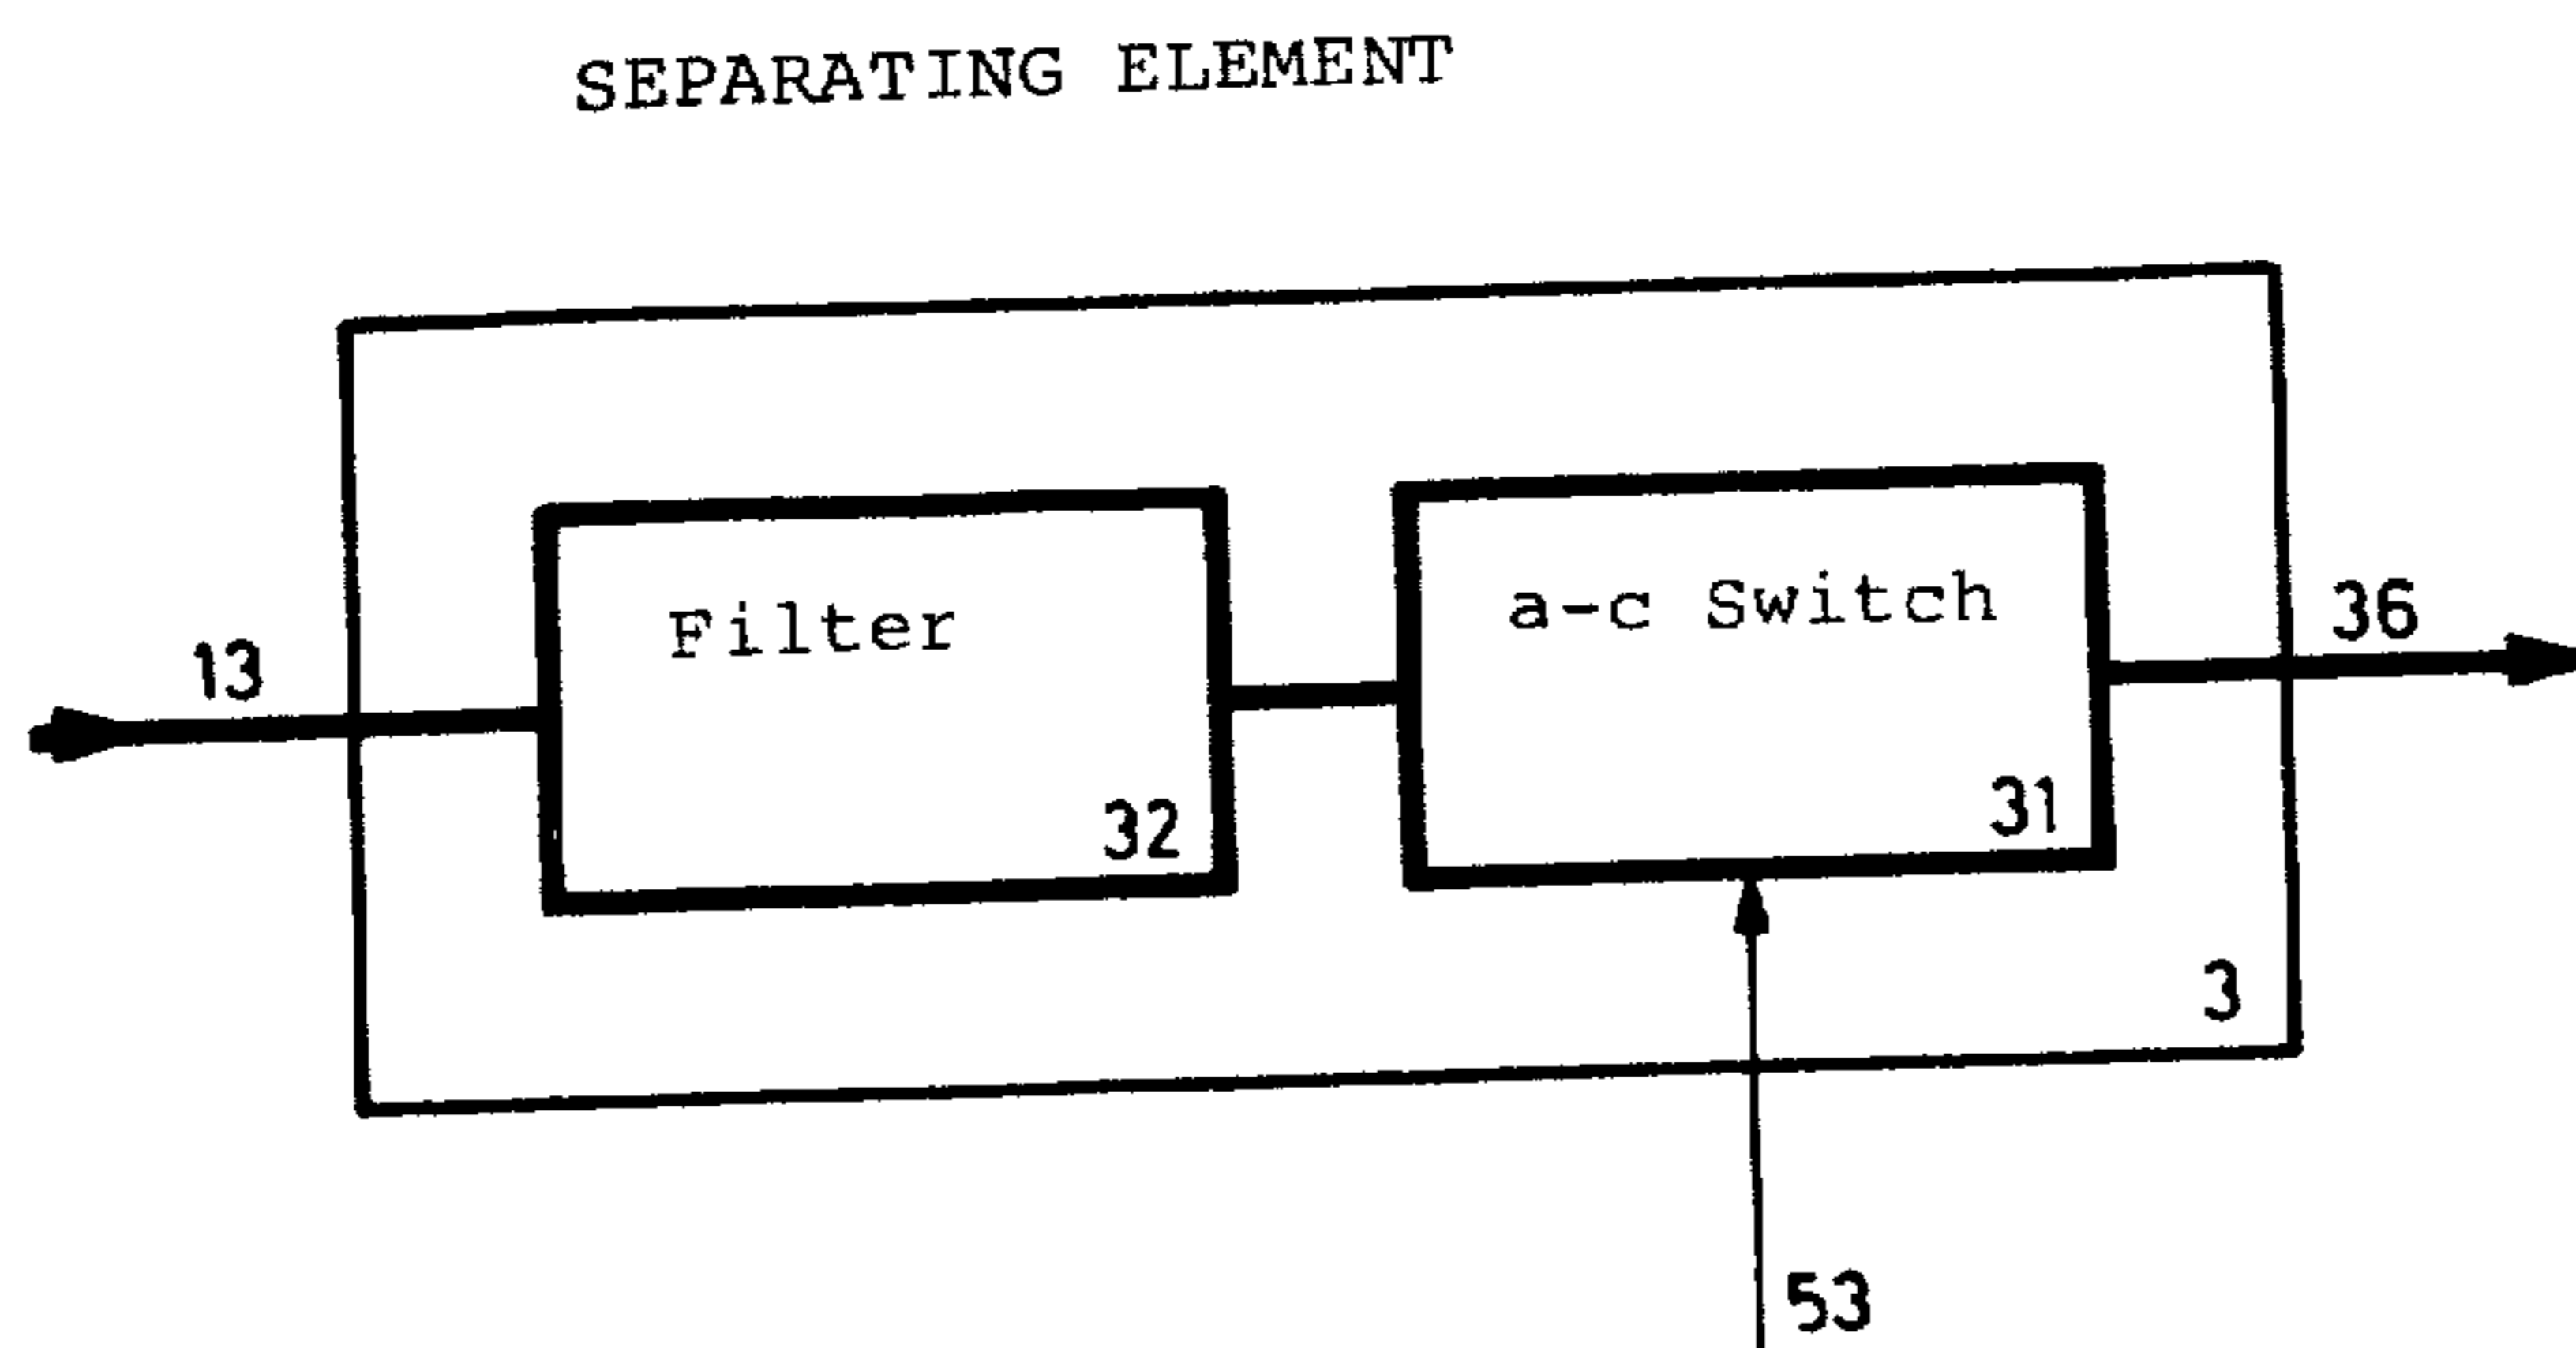 SEPARATING ELEMENT
Filter
a-c Switch
13
36
32
31
3
53